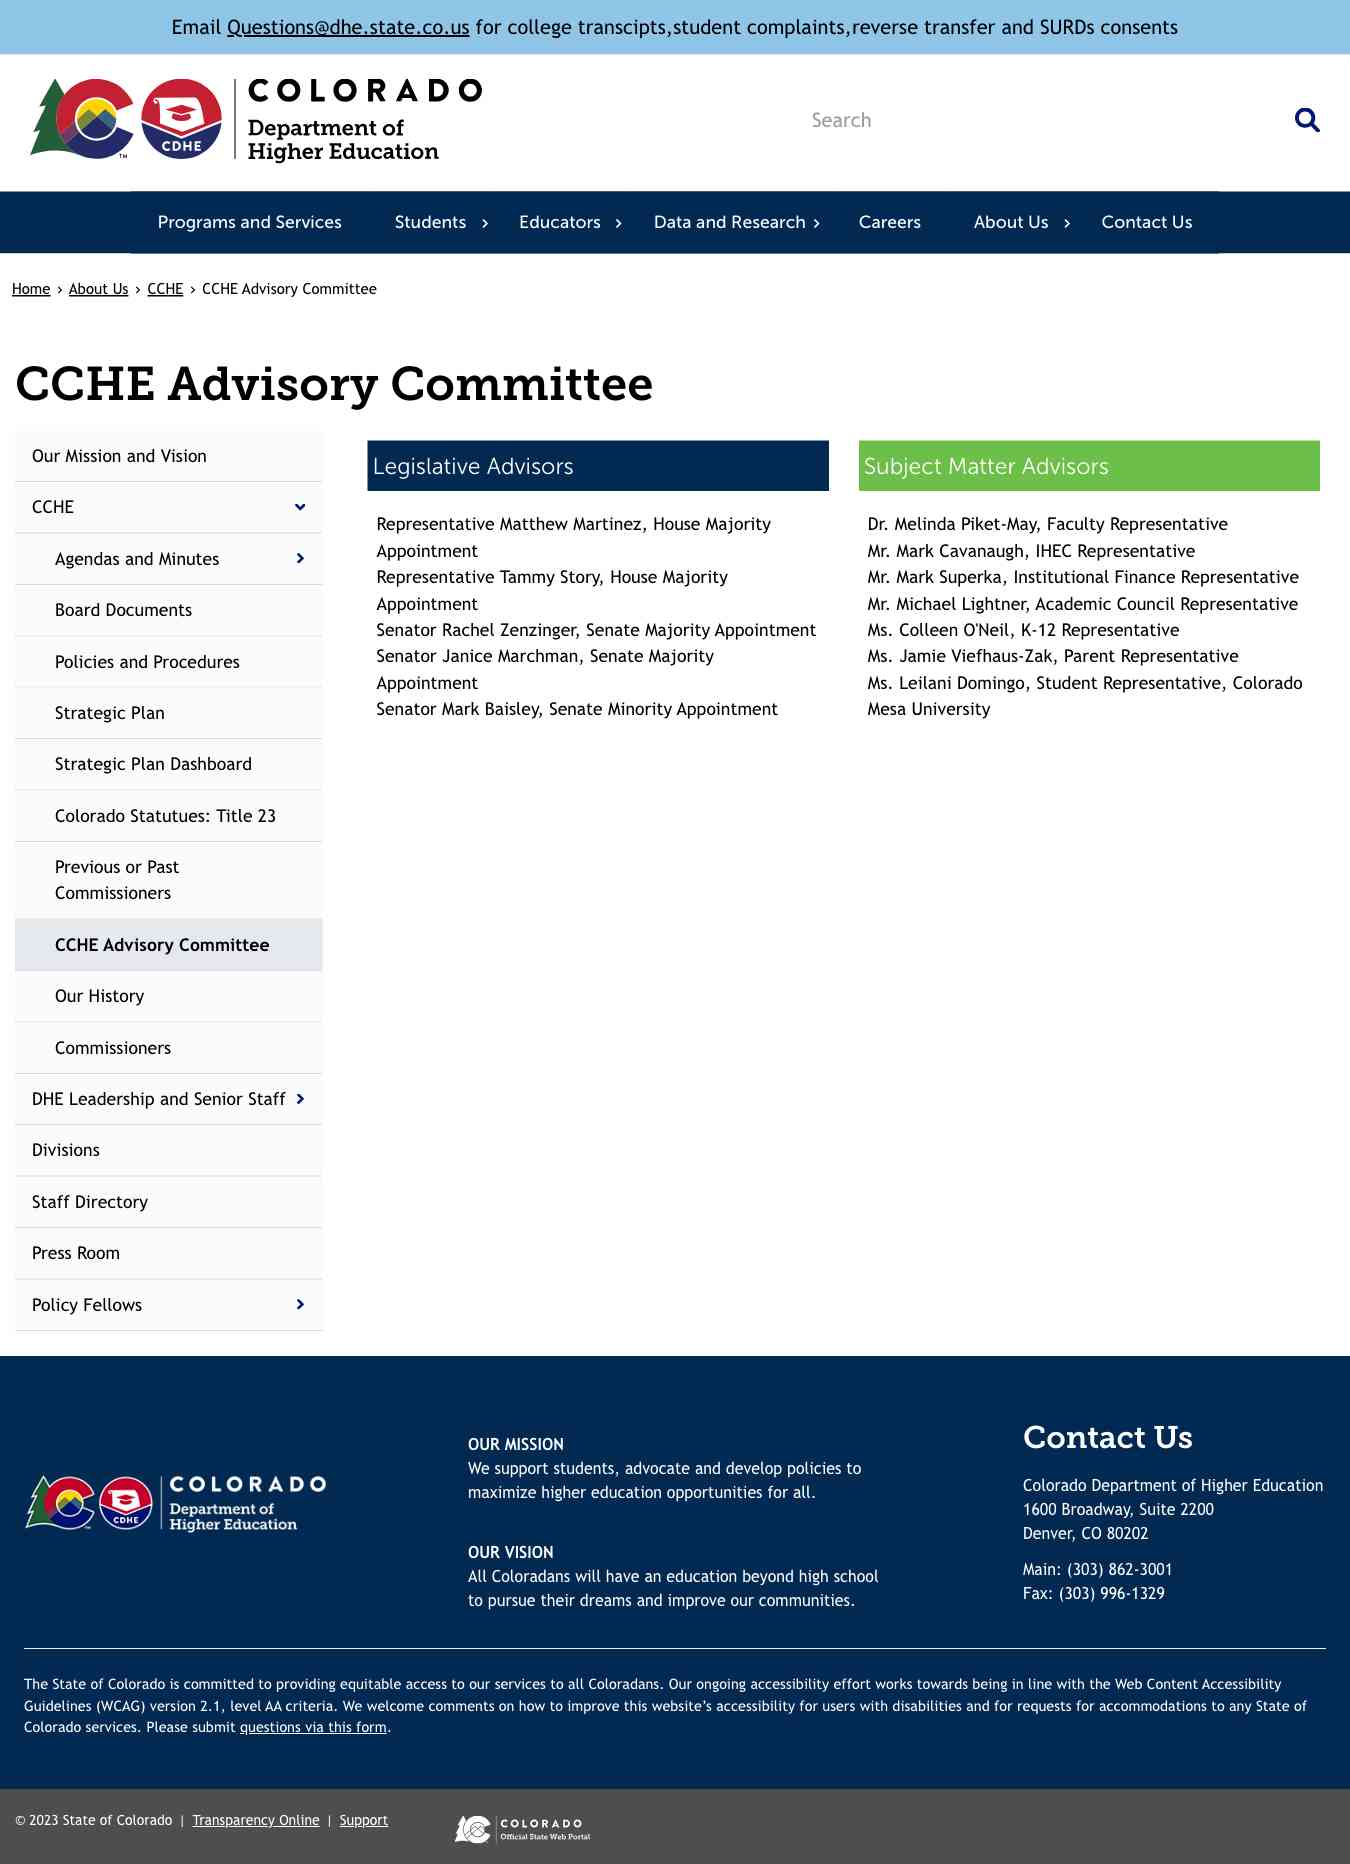 Email Questions@dhe.state.co.us for college transcipts,student complaints,reverse transfer and SURDs consents
CDHE
TM
COLORADO
Department of
Higher Education
Search
Programs and Services
Students
Educators
Data and Research
Careers
About Us
Contact Us
Home › About Us › CCHE › CCHE Advisory Committee
CCHE Advisory Committee
Our Mission and Vision
CCHE
Agendas and Minutes
Board Documents
Policies and Procedures
Strategic Plan
Strategic Plan Dashboard
Colorado Statutues: Title 23
Previous or Past
Commissioners
CCHE Advisory Committee
Our History
Commissioners
DHE Leadership and Senior Staff
Divisions
Staff Directory
Press Room
Policy Fellows
Legislative Advisors
Representative Matthew Martinez, House Majority
Appointment
Representative Tammy Story, House Majority
Appointment
Senator Rachel Zenzinger, Senate Majority Appointment
Senator Janice Marchman, Senate Majority
Appointment
Senator Mark Baisley, Senate Minority Appointment
Subject Matter Advisors
Dr. Melinda Piket-May, Faculty Representative
Mr. Mark Cavanaugh, IHEC Representative
Mr. Mark Superka, Institutional Finance Representative
Mr. Michael Lightner, Academic Council Representative
Ms. Colleen O'Neil, K-12 Representative
Ms. Jamie Viefhaus-Zak, Parent Representative
Ms. Leilani Domingo, Student Representative, Colorado
Mesa University
CDHE
COLORADO
Department of
Higher Education
OUR MISSION
We support students, advocate and develop policies to
maximize higher education opportunities for all.
OUR VISION
All Coloradans will have an education beyond high school
to pursue their dreams and improve our communities.
Contact Us
Colorado Department of Higher Education
1600 Broadway, Suite 2200
Denver, CO 80202
Main: (303) 862-3001
Fax: (303) 996-1329
The State of Colorado is committed to providing equitable access to our services to all Coloradans. Our ongoing accessibility effort works towards being in line with the Web Content Accessibility
Guidelines (WCAG) version 2.1, level AA criteria. We welcome comments on how to improve this website’s accessibility for users with disabilities and for requests for accommodations to any State of
Colorado services. Please submit questions via this form.
© 2023 State of Colorado | Transparency Online | Support
COLORADO
Official State Web Portal